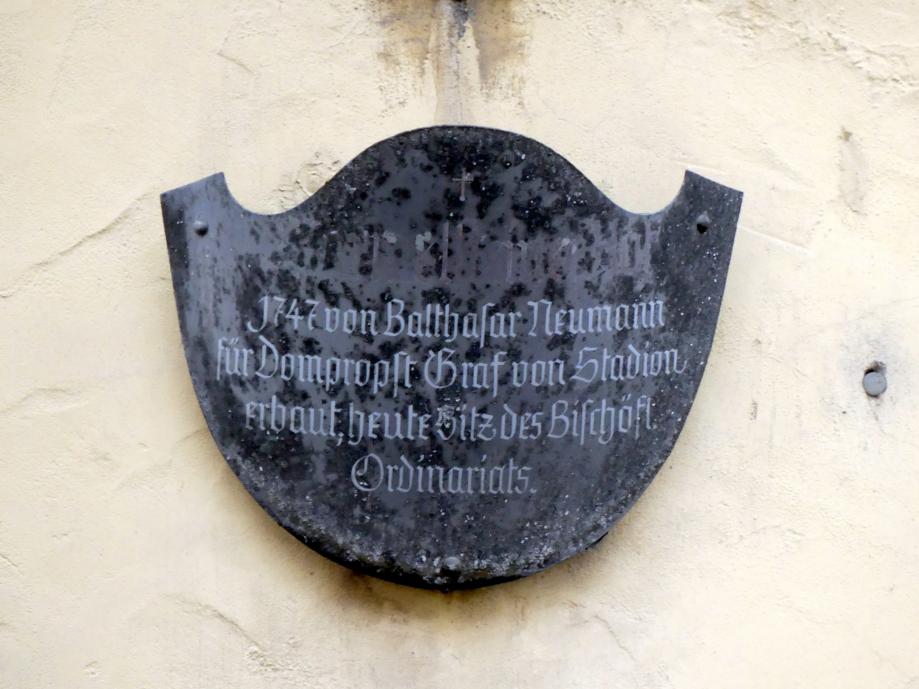 1747 von Balthasar Neumann
für Dompropst Graf von Stadion
erbaut, heute Sitz des Bischöfl.
Ordinariats.